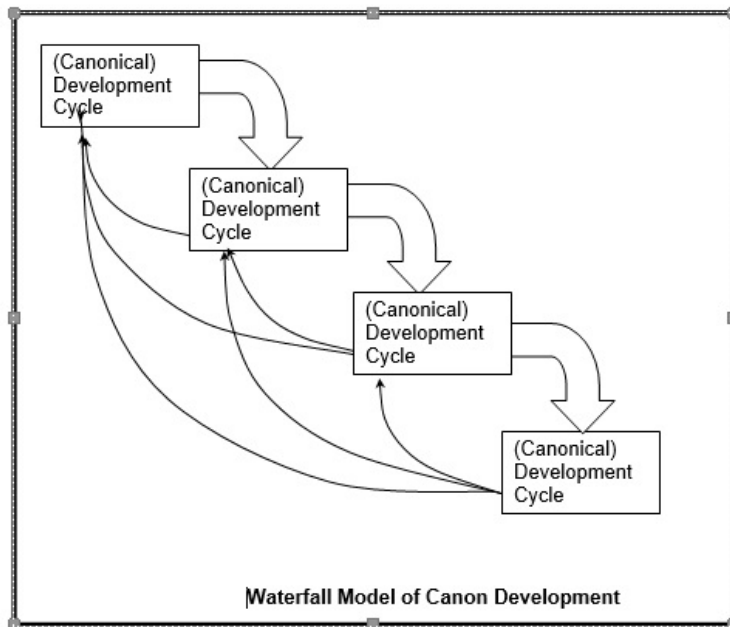 (Canonical)
Development
Cycle
(Canonical)
Development
Cycle
(Canonical)
Development
Cycle
(Canonical)
Development
Cycle
Waterfall Model of Canon Development